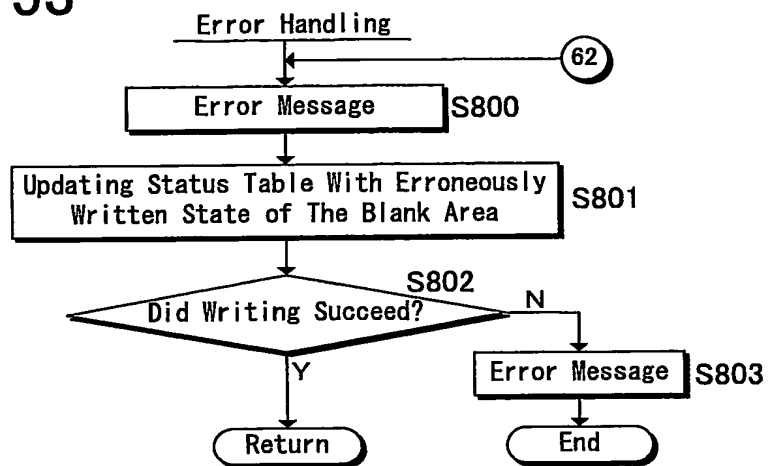 Error Handling
62
Error Message
S800
Updating Status Table With Erroneously
Written State of The Blank Area
S801
S802
Did Writing Succeed?
N
Y
Error Message
S803
Return
End